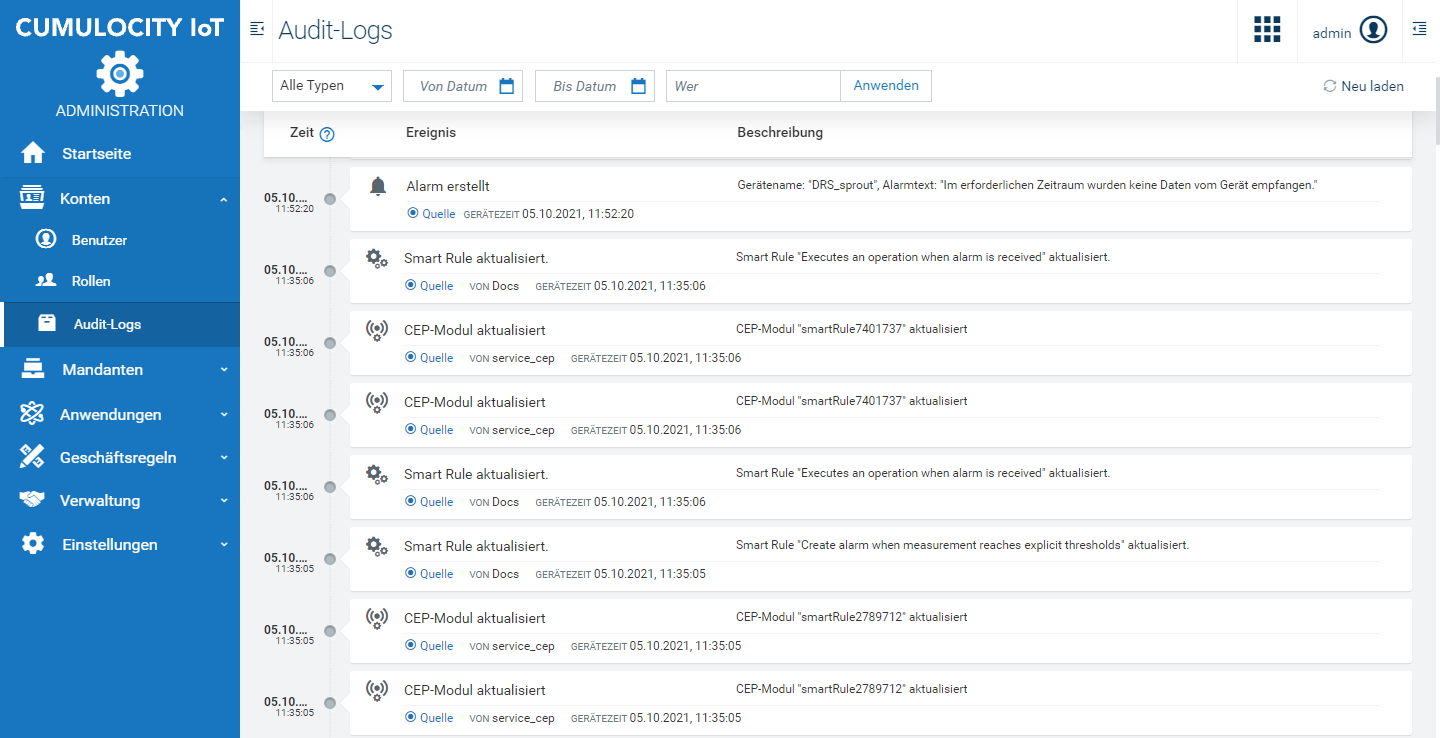 CUMULOCITY IoT
ADMINISTRATION
Startseite
Konten
Benutzer
Rollen
Audit-Logs
Mandanten
Anwendungen
Geschäftsregeln
Verwaltung
Einstellungen
Audit-Logs
admin
Alle Typen Von Datum Bis Datum Wer Anwenden Neu laden
Zeit ? Ereignis Beschreibung
05.10.... 11:52:20
Alarm erstellt Gerätename: "DRS_sprout", Alarmtext: "Im erforderlichen Zeitraum wurden keine Daten vom Gerät empfangen."
Quelle GERÄTEZEIT 05.10.2021, 11:52:20
05.10.... 11:35:06
Smart Rule aktualisiert. Smart Rule "Executes an operation when alarm is received" aktualisiert.
Quelle VON Docs GERÄTEZEIT 05.10.2021, 11:35:06
05.10.... 11:35:06
CEP-Modul aktualisiert CEP-Modul "smartRule7401737" aktualisiert
Quelle VON service_cep GERÄTEZEIT 05.10.2021, 11:35:06
05.10.... 11:35:06
CEP-Modul aktualisiert CEP-Modul "smartRule7401737" aktualisiert
Quelle VON service_cep GERÄTEZEIT 05.10.2021, 11:35:06
05.10.... 11:35:06
Smart Rule aktualisiert. Smart Rule "Executes an operation when alarm is received" aktualisiert.
Quelle VON Docs GERÄTEZEIT 05.10.2021, 11:35:06
05.10.... 11:35:05
Smart Rule aktualisiert. Smart Rule "Create alarm when measurement reaches explicit thresholds" aktualisiert.
Quelle VON Docs GERÄTEZEIT 05.10.2021, 11:35:05
05.10.... 11:35:05
CEP-Modul aktualisiert CEP-Modul "smartRule2789712" aktualisiert
Quelle VON service_cep GERÄTEZEIT 05.10.2021, 11:35:05
05.10.... 11:35:05
CEP-Modul aktualisiert CEP-Modul "smartRule2789712" aktualisiert
Quelle VON service_cep GERÄTEZEIT 05.10.2021, 11:35:05